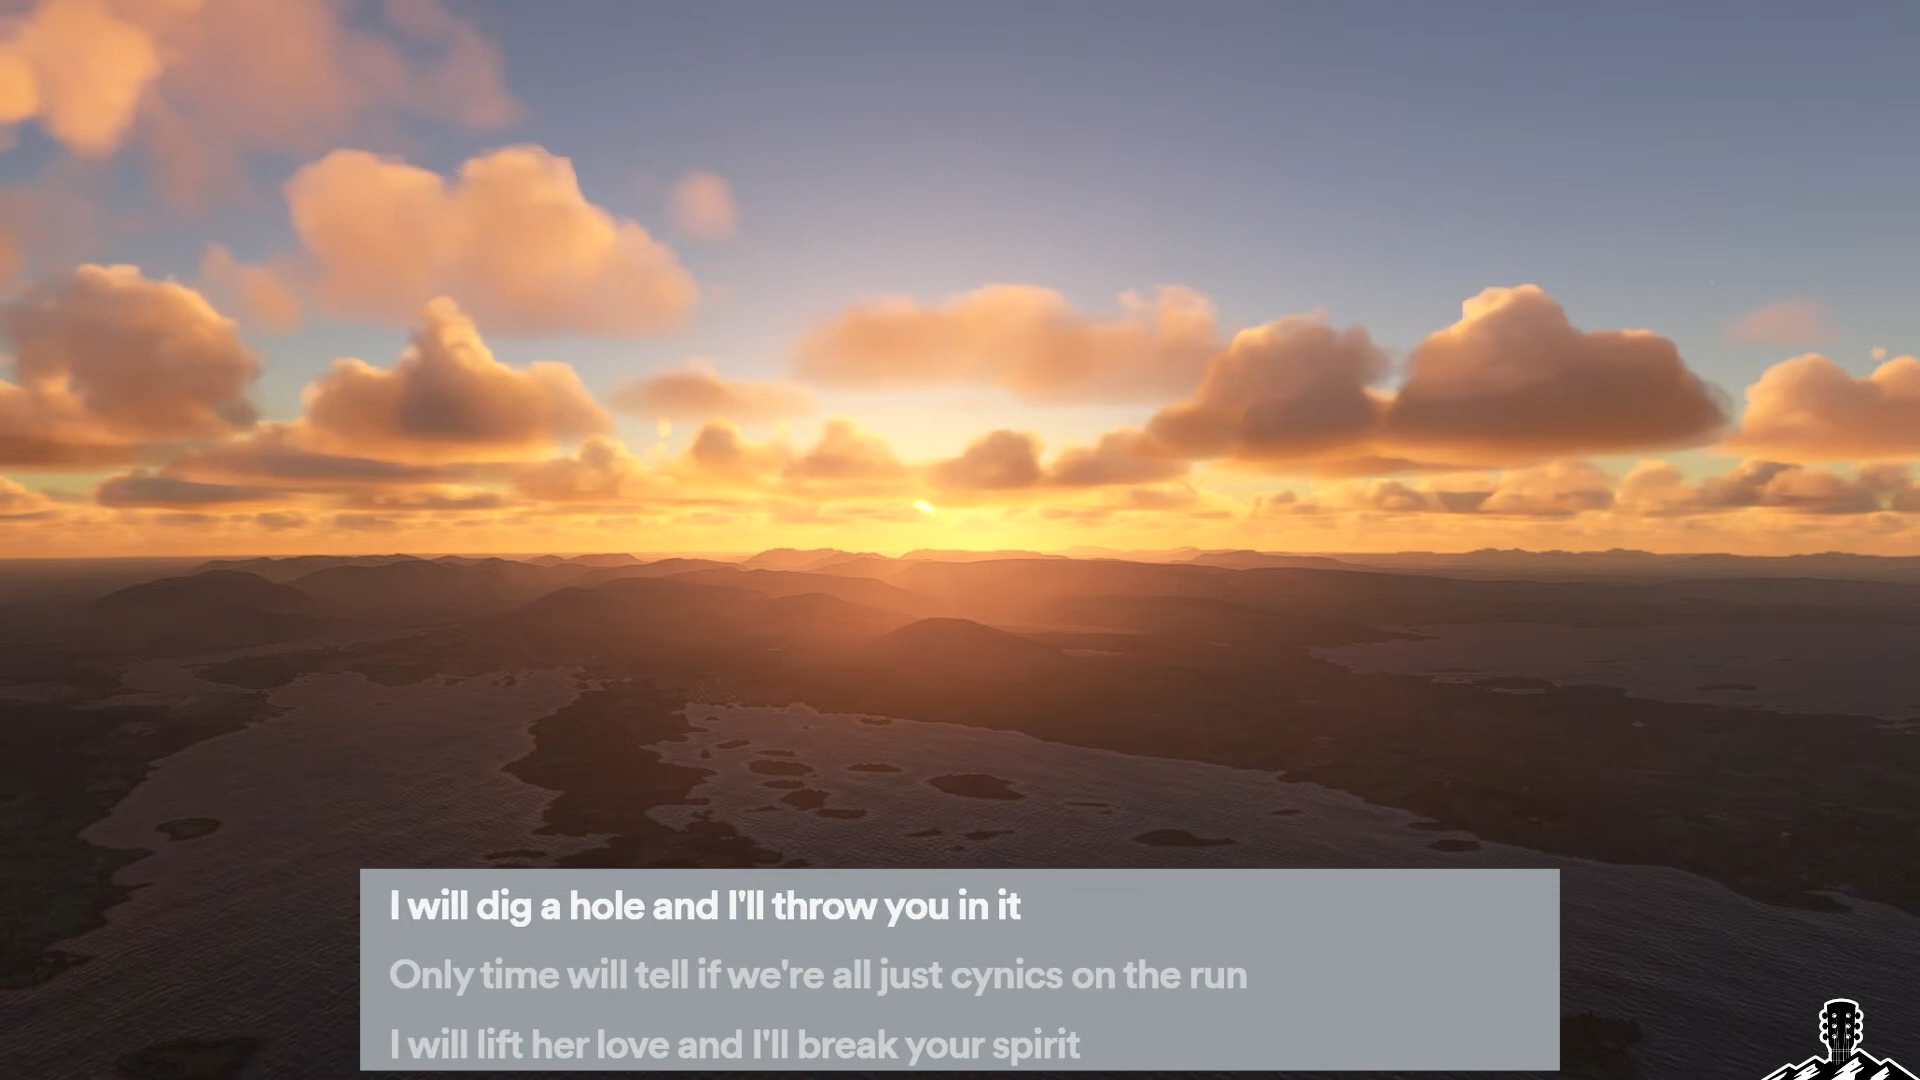 I will dig a hole and I'll throw you in it
Only time will tell if we're all just cynics on the run
I will lift her love and I'll break your spirit